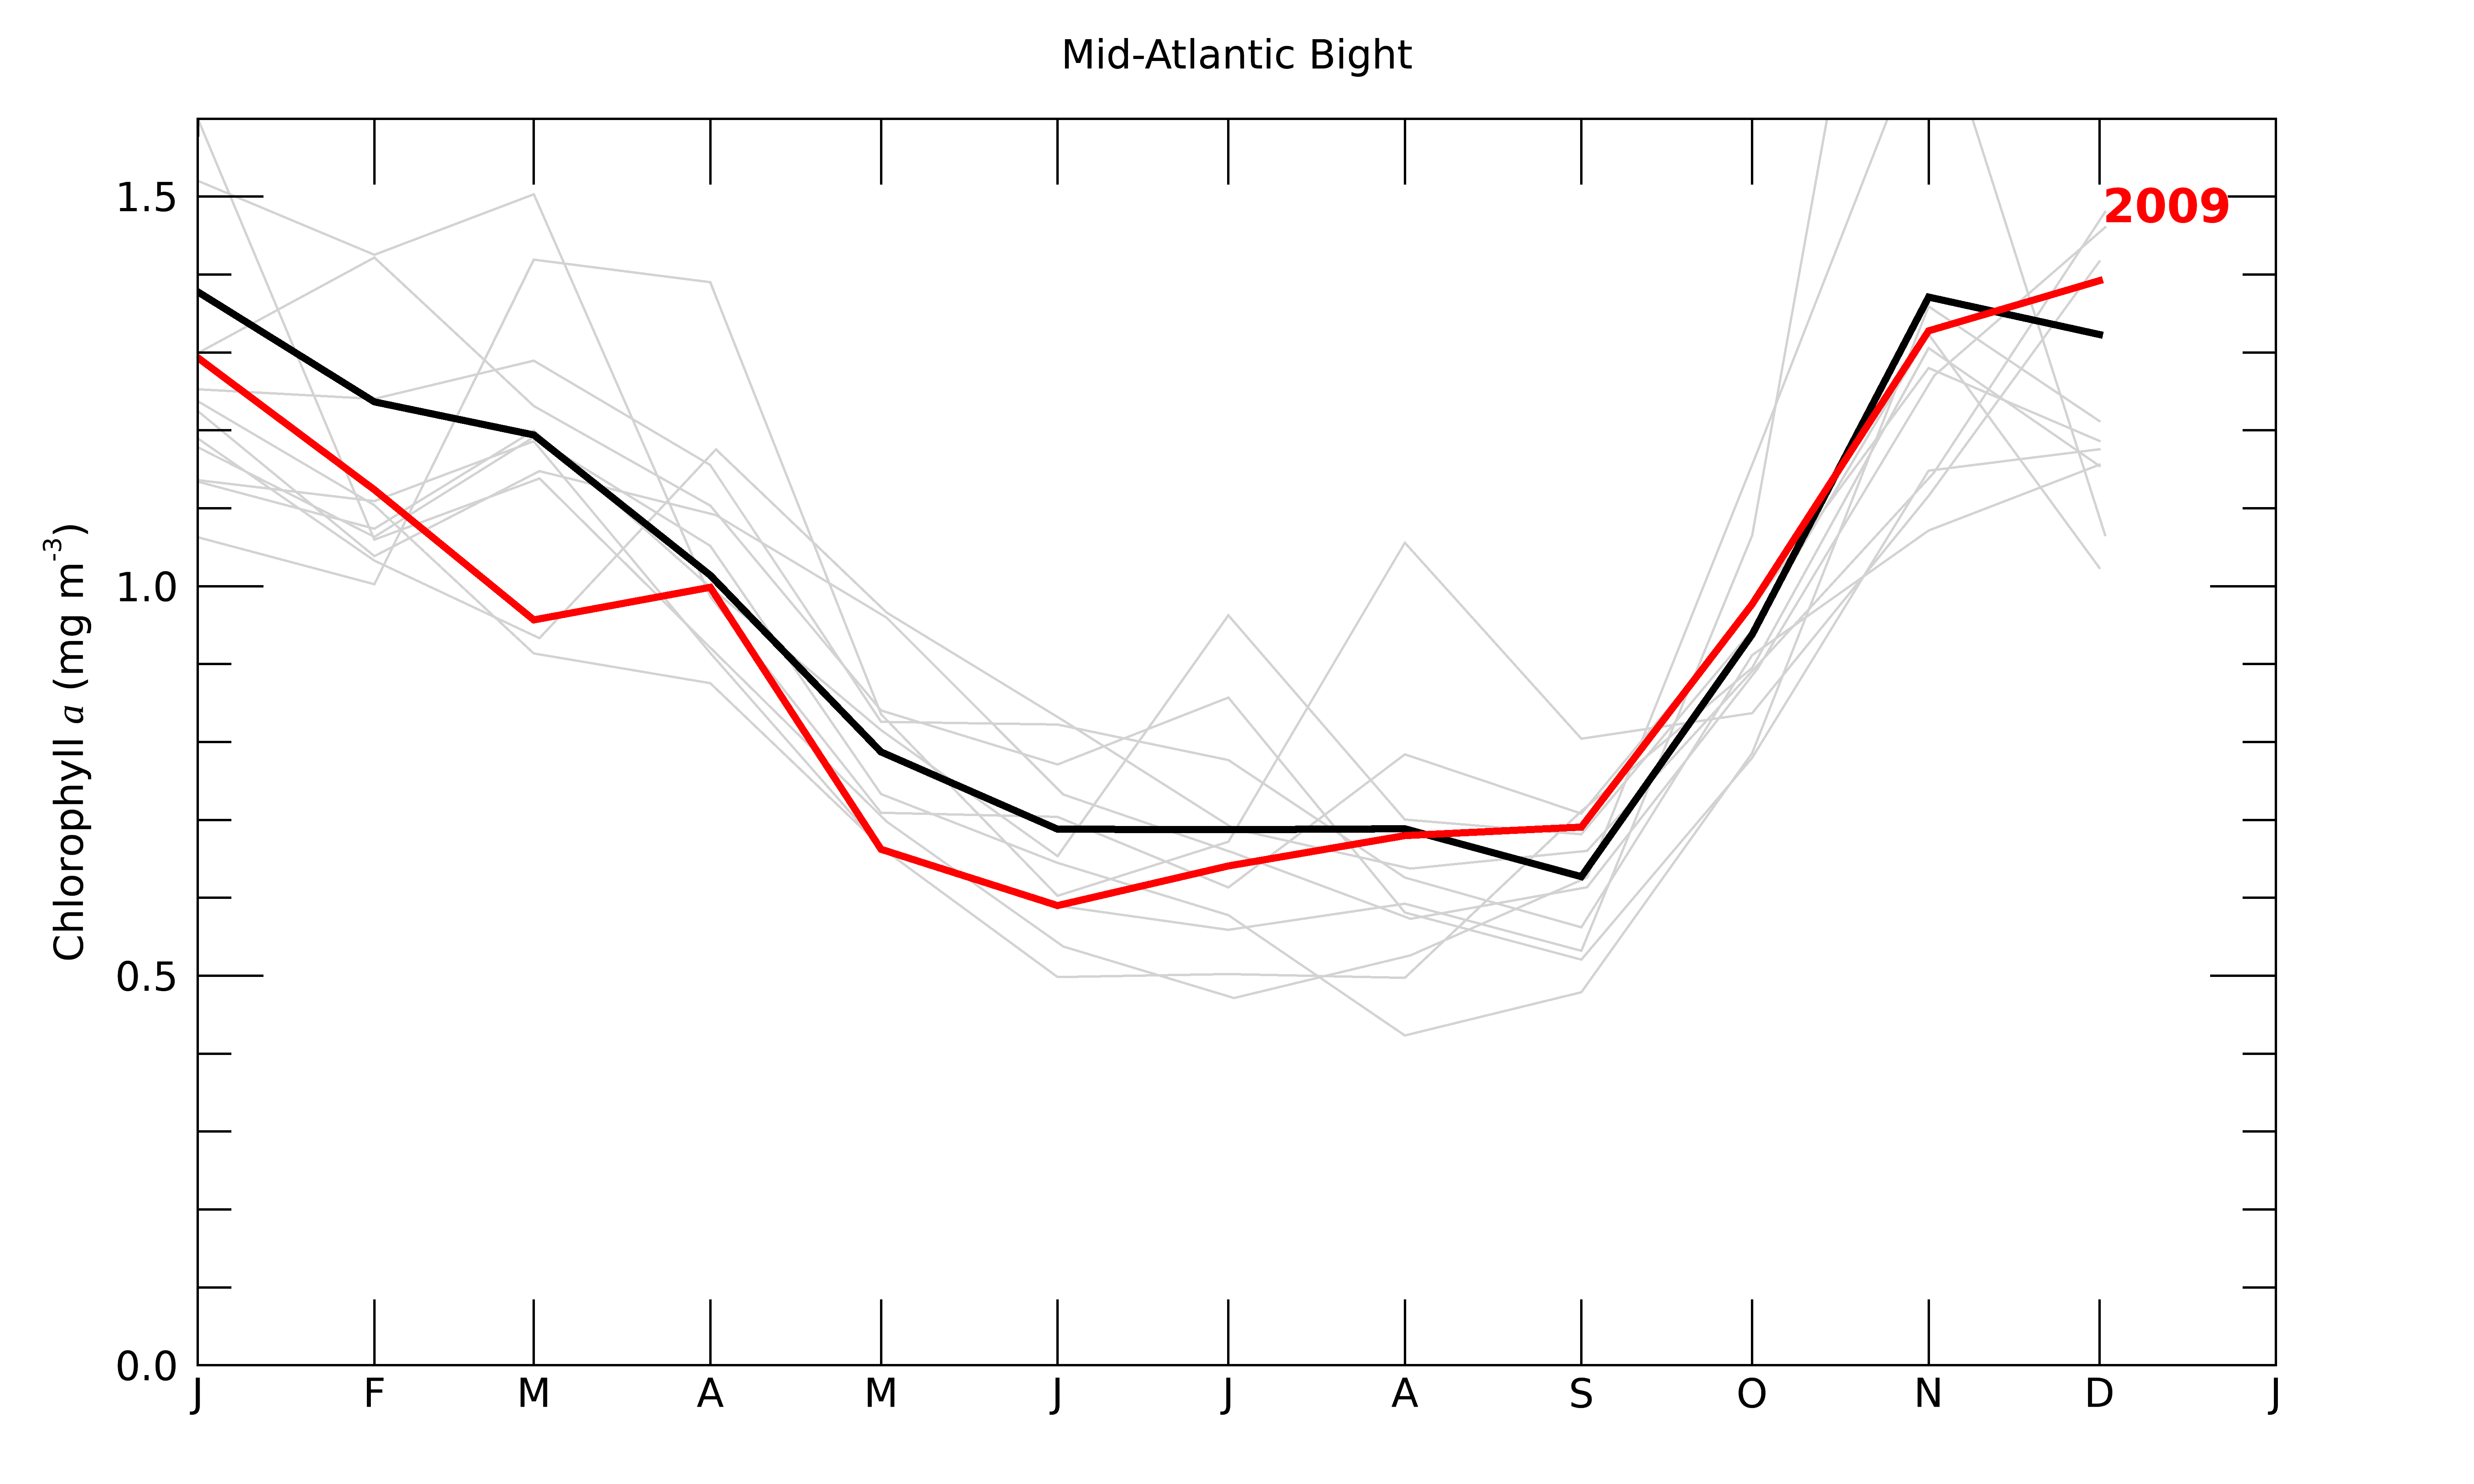 Mid-Atlantic Bight
2009
1.5
1.0
0.5
0.0
Chlorophyll a (mg m⁻³)
J F M A M J J A S O N D J